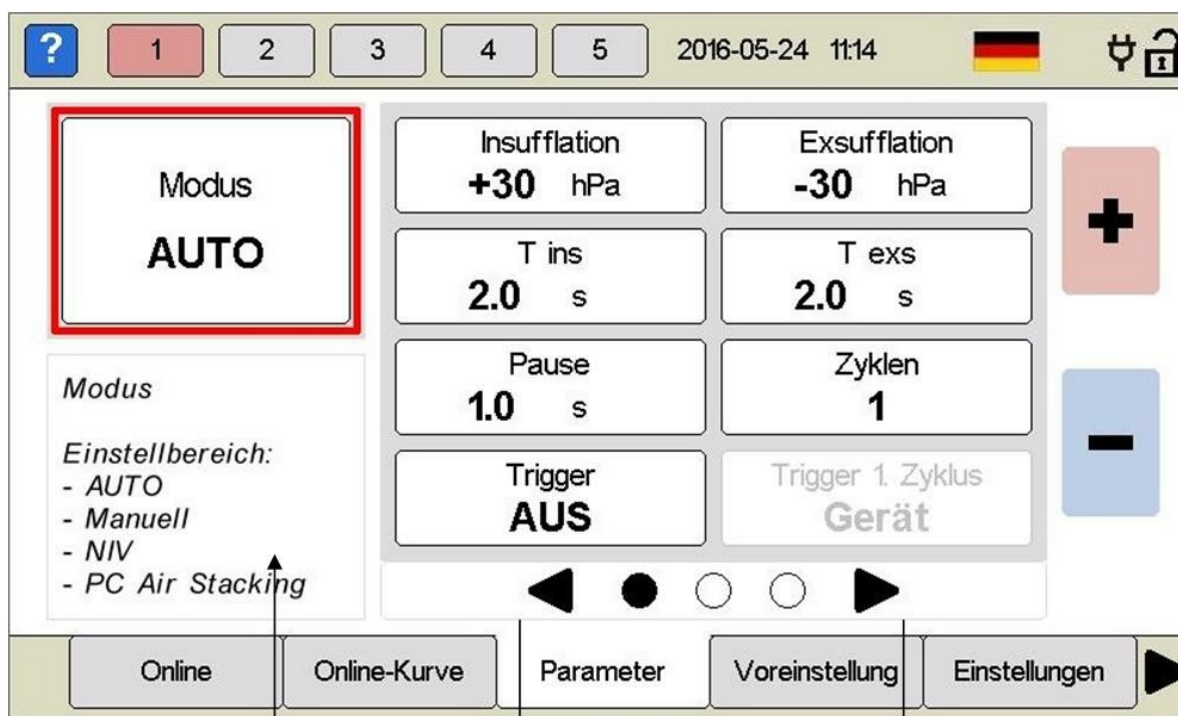 ?
1
2
3
4
5
2016-05-24 11:14
Modus
AUTO
Insufflation
+30 hPa
Exsufflation
-30 hPa
T ins
2.0 s
T exs
2.0 s
Pause
1.0 s
Zyklen
1
Trigger
AUS
Trigger 1. Zyklus
Gerät
+
-
Modus
Einstellbereich:
- AUTO
- Manuell
- NIV
- PC Air Stacking
Online
Online-Kurve
Parameter
Voreinstellung
Einstellungen